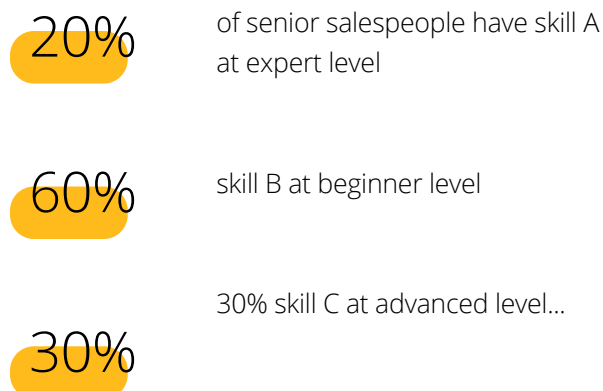 20%
of senior salespeople have skill A
at expert level
60%
skill B at beginner level
30% skill C at advanced level...
30%